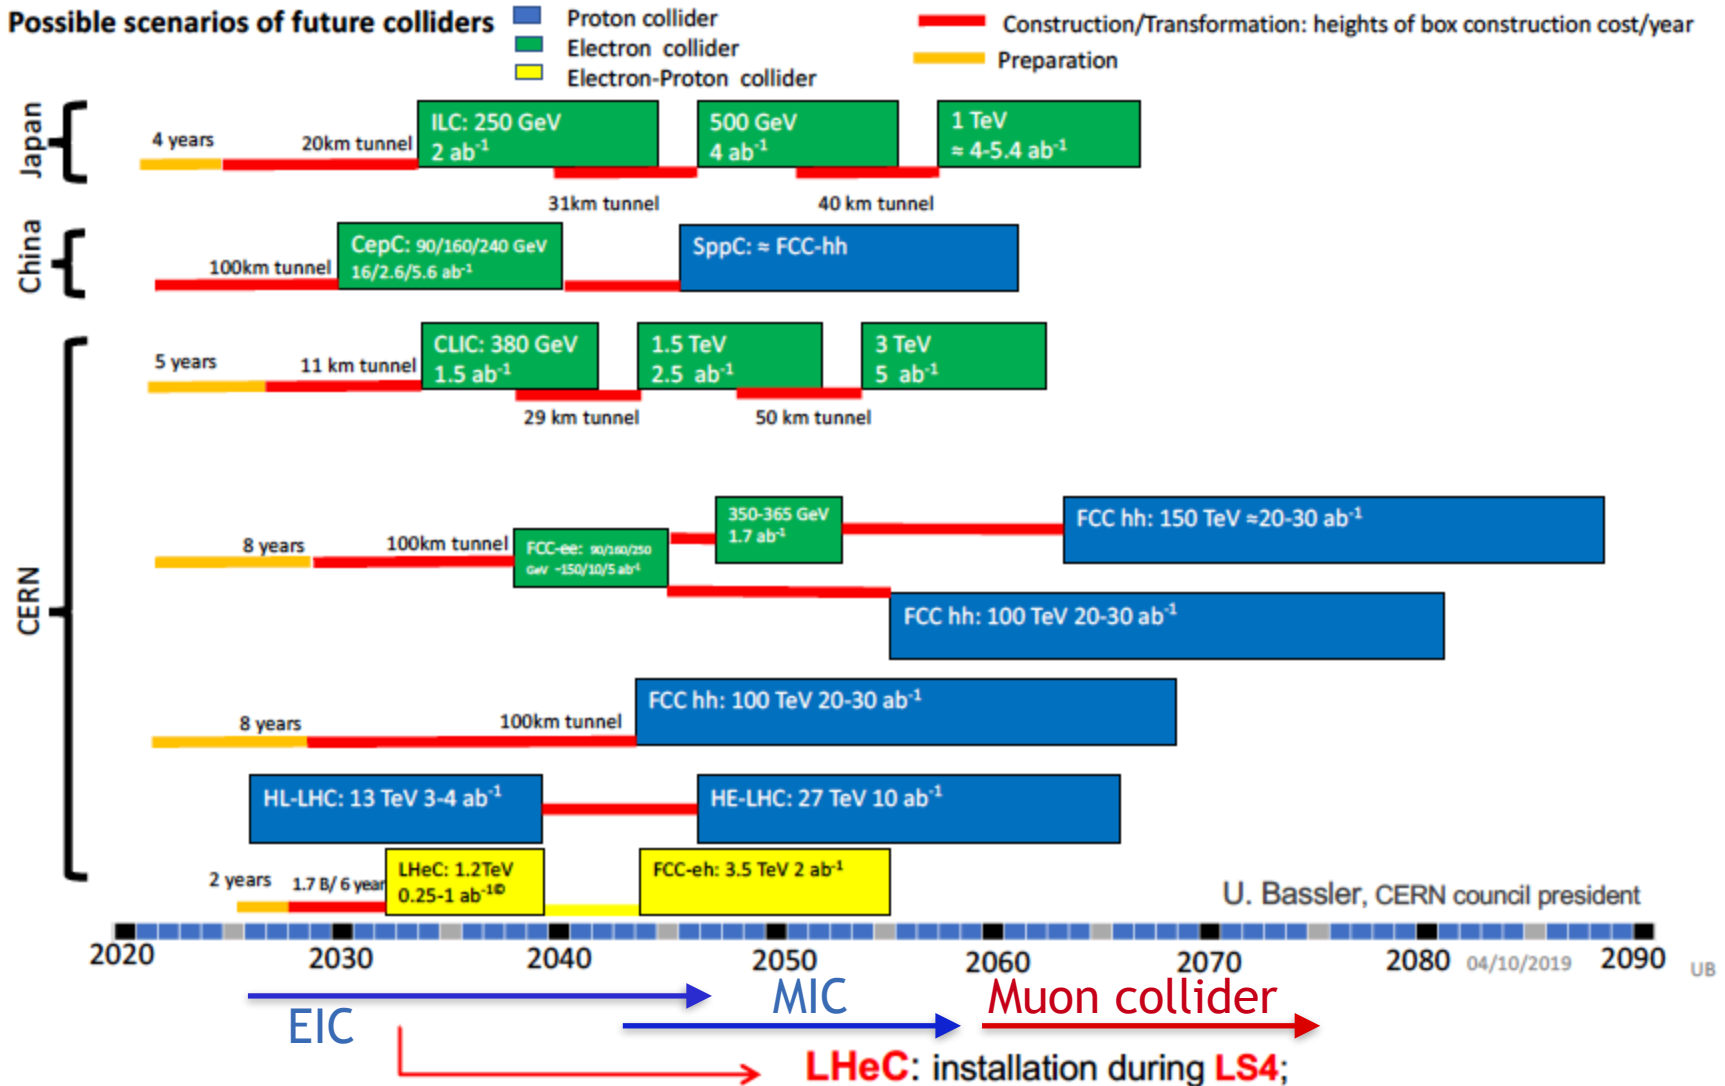 Possible scenarios of future colliders
Proton collider
Electron collider
Electron-Proton collider
Construction/Transformation: heights of box construction cost/year
Preparation
Japan
4 years
20km tunnel
ILC: 250 GeV
2 ab⁻¹
500 GeV
4 ab⁻¹
1 TeV
≈ 4-5.4 ab⁻¹
31km tunnel
40 km tunnel
China
100km tunnel
CepC: 90/160/240 GeV
16/2.6/5.6 ab⁻¹
SppC: ≈ FCC-hh
CERN
5 years
11 km tunnel
CLIC: 380 GeV
1.5 ab⁻¹
1.5 TeV
2.5 ab⁻¹
3 TeV
5 ab⁻¹
29 km tunnel
50 km tunnel
8 years
100km tunnel
FCC-ee: 90/160/250
GeV ~150/10/5 ab⁻¹
350-365 GeV
1.7 ab⁻¹
FCC hh: 150 TeV ≈20-30 ab⁻¹
FCC hh: 100 TeV 20-30 ab⁻¹
8 years
100km tunnel
FCC hh: 100 TeV 20-30 ab⁻¹
HL-LHC: 13 TeV 3-4 ab⁻¹
HE-LHC: 27 TeV 10 ab⁻¹
2 years
1.7 B/ 6 year
LHeC: 1.2TeV
0.25-1 ab⁻¹©
FCC-eh: 3.5 TeV 2 ab⁻¹
U. Bassler, CERN council president
2020 2030 2040 2050 2060 2070 2080 04/10/2019 2090 UB
EIC
MIC
Muon collider
LHeC: installation during LS4;